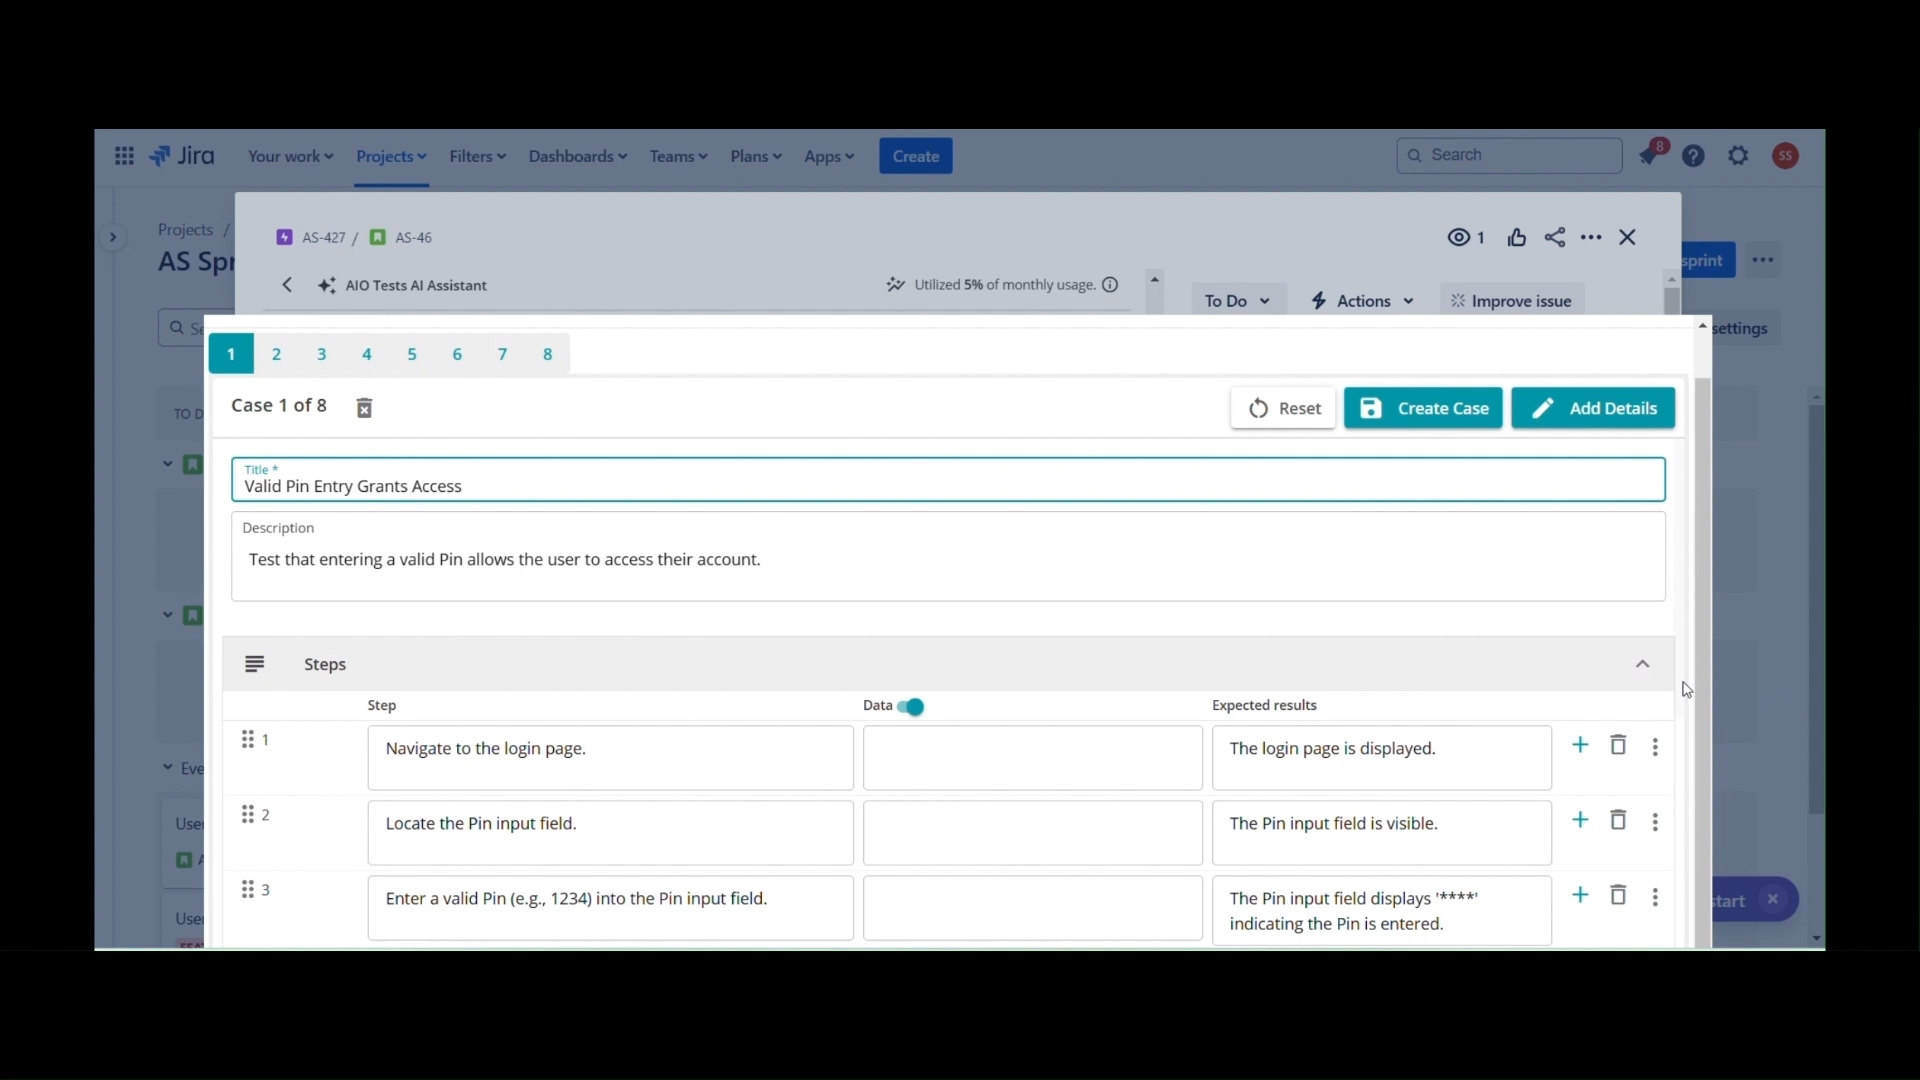 Jira
Your work
Projects
Filters
Dashboards
Teams
Plans
Apps
Create
Search
8
SS
Projects /
AS Spr
AS-427 / AS-46
1
sprint
AIO Tests AI Assistant
Utilized 5% of monthly usage.
To Do
Actions
Improve issue
Se
settings
1 2 3 4 5 6 7 8
TO D
Case 1 of 8
Reset
Create Case
Add Details
Title *
Valid Pin Entry Grants Access
Description
Test that entering a valid Pin allows the user to access their account.
Steps
Step
Data
Expected results
1
Navigate to the login page.
The login page is displayed.
Eve
2
Locate the Pin input field.
The Pin input field is visible.
User
A
3
Enter a valid Pin (e.g., 1234) into the Pin input field.
The Pin input field displays '****'
indicating the Pin is entered.
start
User